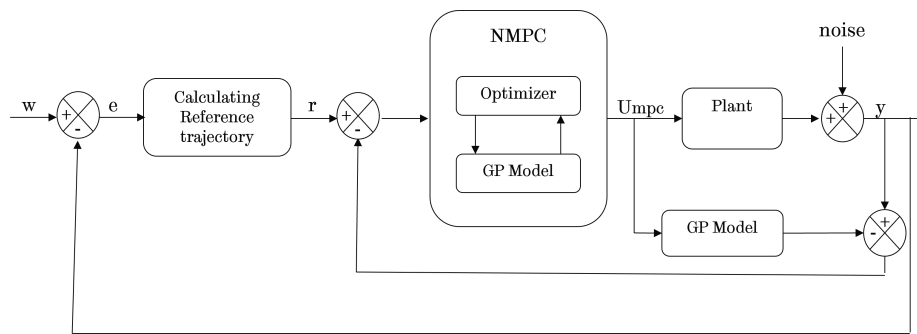 noise
NMPC
w
+
-
e
Calculating
Reference
trajectory
r
+
-
Optimizer
GP Model
Umpc
Plant
+
+
y
GP Model
+
-